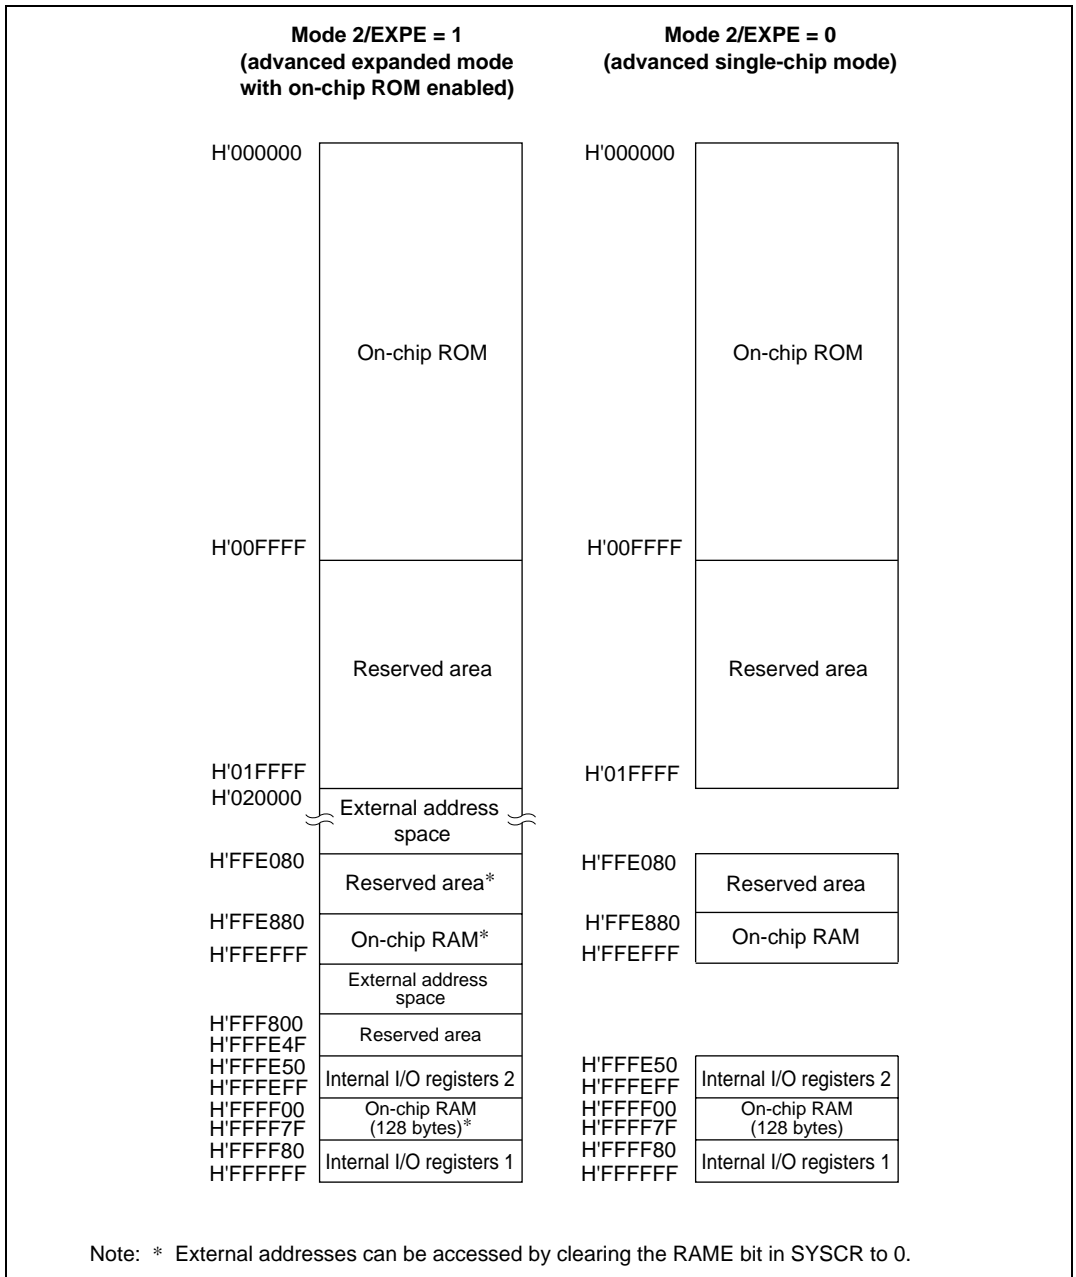 Mode 2/EXPE = 1
(advanced expanded mode
with on-chip ROM enabled)
H'000000
On-chip ROM
H'00FFFF
Reserved area
H'01FFFF
H'020000
External address
space
H'FFE080
Reserved area*
H'FFE880
On-chip RAM*
H'FFEFFF
External address
space
H'FFF800
Reserved area
H'FFFE4F
H'FFFE50
Internal I/O registers 2
H'FFFEFF
H'FFFF00
On-chip RAM
(128 bytes)*
H'FFFF7F
H'FFFF80
Internal I/O registers 1
H'FFFFFF
Mode 2/EXPE = 0
(advanced single-chip mode)
H'000000
On-chip ROM
H'00FFFF
Reserved area
H'01FFFF
H'FFE080
Reserved area
H'FFE880
On-chip RAM
H'FFEFFF
H'FFFE50
Internal I/O registers 2
H'FFFEFF
H'FFFF00
On-chip RAM
(128 bytes)
H'FFFF7F
H'FFFF80
Internal I/O registers 1
H'FFFFFF
Note: * External addresses can be accessed by clearing the RAME bit in SYSCR to 0.